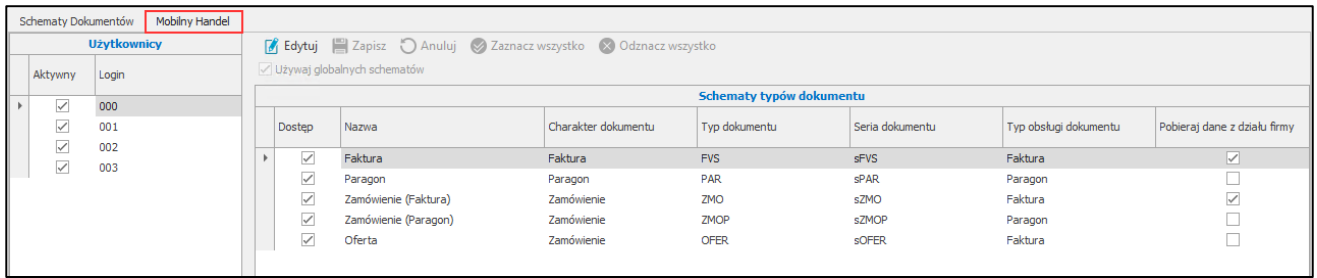 Schematy Dokumentów Mobilny Handel
Użytkownicy
Aktywny Login
000
001
002
003
Edytuj Zapisz Anuluj Zaznacz wszystko Odznacz wszystko
Używaj globalnych schematów
Schematy typów dokumentu
Dostęp Nazwa Charakter dokumentu Typ dokumentu Seria dokumentu Typ obsługi dokumentu Pobieraj dane z działu firmy
Faktura Faktura FVS sFVS Faktura
Paragon Paragon PAR sPAR Paragon
Zamówienie (Faktura) Zamówienie ZMO sZMO Faktura
Zamówienie (Paragon) Zamówienie ZMOP sZMOP Paragon
Oferta Zamówienie OFER sOFER Faktura